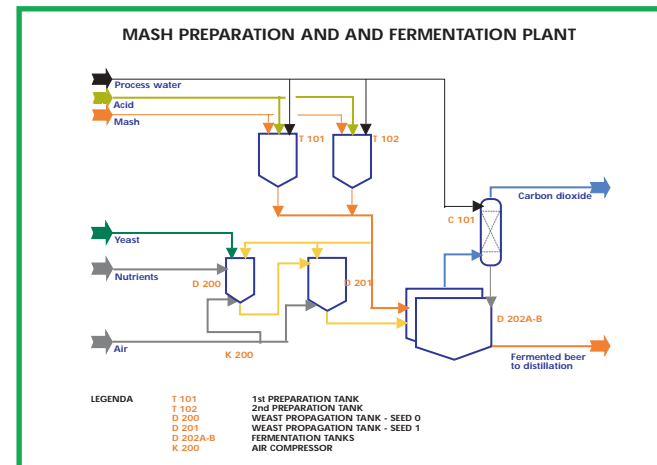 MASH PREPARATION AND AND FERMENTATION PLANT
Process water
Acid
Mash
T 101
T 102
Carbon dioxide
C 101
Yeast
Nutrients
D 200
D 201
D 202A-B
Air
K 200
Fermented beer
to distillation
LEGENDA
T 101 1st PREPARATION TANK
T 102 2nd PREPARATION TANK
D 200 WEAST PROPAGATION TANK - SEED 0
D 201 WEAST PROPAGATION TANK - SEED 1
D 202A-B FERMENTATION TANKS
K 200 AIR COMPRESSOR